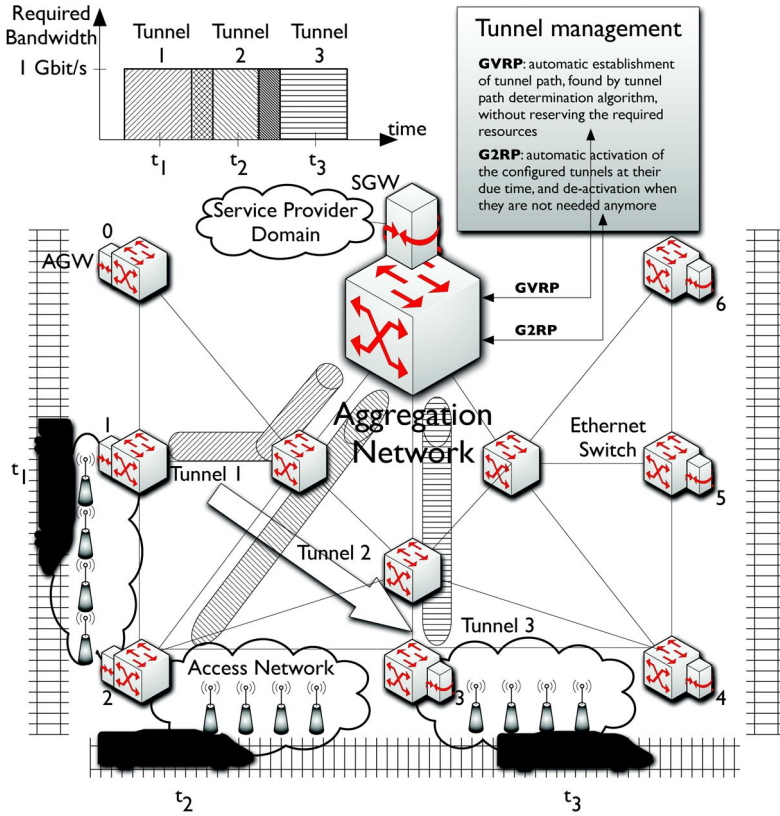 Required
Bandwidth
1 Gbit/s
Tunnel
1
Tunnel
2
Tunnel
3
time
t1
t2
t3
Tunnel management
GVRP: automatic establishment
of tunnel path, found by tunnel
path determination algorithm,
without reserving the required
resources
G2RP: automatic activation of
the configured tunnels at their
due time, and de-activation when
they are not needed anymore
SGW
Service Provider
Domain
0
AGW
GVRP
G2RP
6
Aggregation
Network
1
Ethernet
Switch
t1
Tunnel 1
5
Tunnel 2
Tunnel 3
Access Network
2
3
4
t2
t3